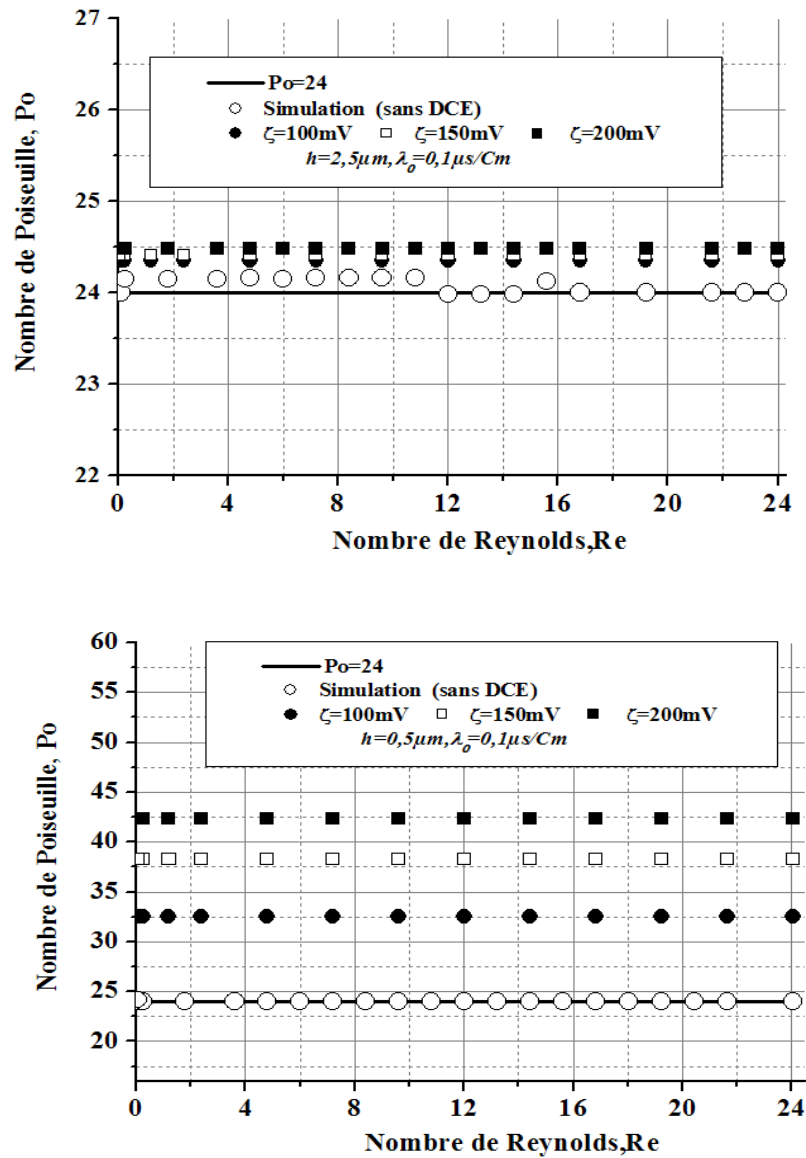 27
26
25
24
23
22
Nombre de Poiseuille, Po
Po=24
Simulation (sans DCE)
ζ=100mV ζ=150mV ζ=200mV
h=2,5μm,λo=0,1μs/Cm
0 4 8 12 16 20 24
Nombre de Reynolds,Re
60
55
50
45
40
35
30
25
20
Nombre de Poiseuille, Po
Po=24
Simulation (sans DCE)
ζ=100mV ζ=150mV ζ=200mV
h=0,5μm,λo=0,1μs/Cm
0 4 8 12 16 20 24
Nombre de Reynolds,Re